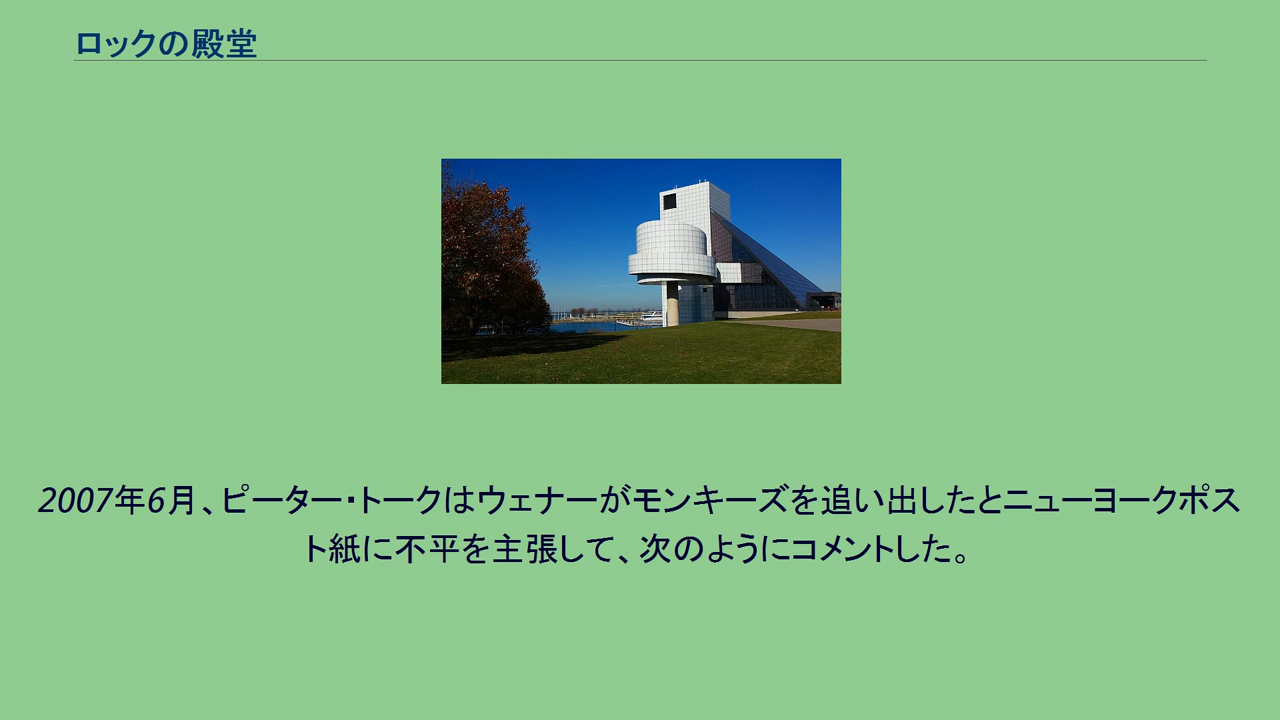 ロックの殿堂
2007年6月、ピーター・トークはウェナーがモンキーズを追い出したとニューヨークポス
ト紙に不平を主張して、次のようにコメントした。